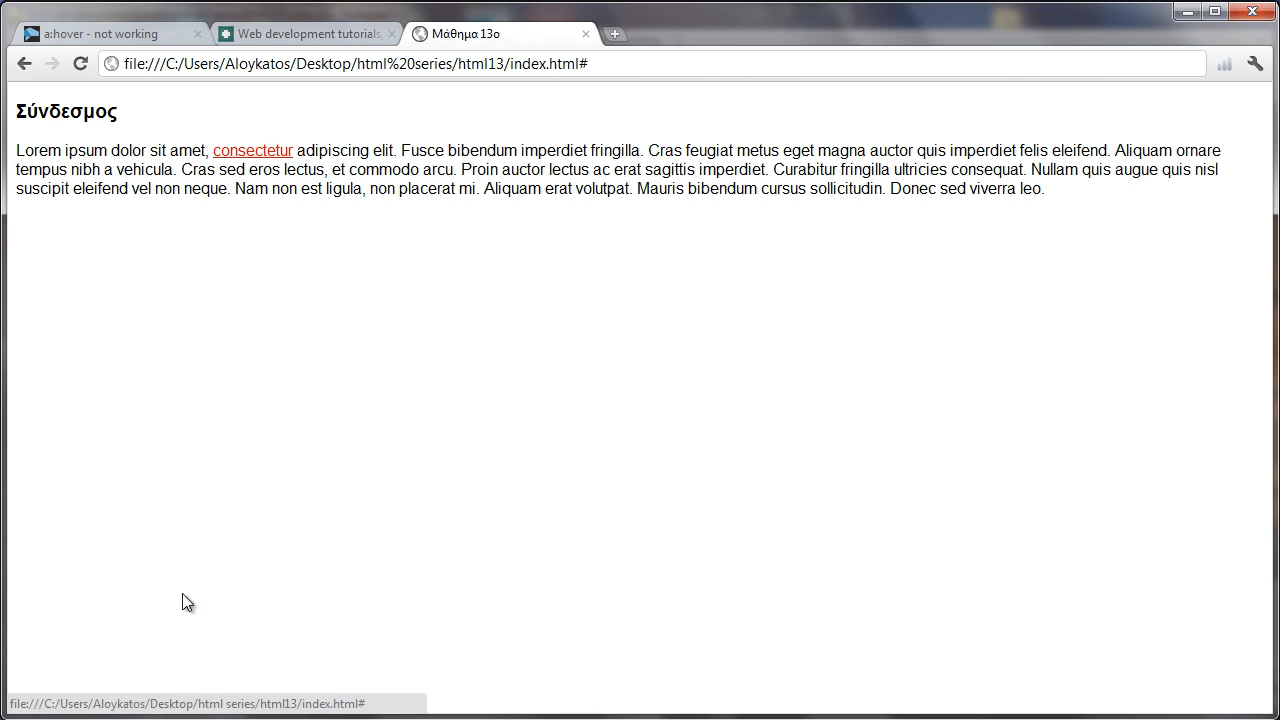 a:hover - not working
Web development tutorials,
Μάθημα 13ο
file:///C:/Users/Aloykatos/Desktop/html%20series/html13/index.html#
Σύνδεσμος
Lorem ipsum dolor sit amet, consectetur adipiscing elit. Fusce bibendum imperdiet fringilla. Cras feugiat metus eget magna auctor quis imperdiet felis eleifend. Aliquam ornare
tempus nibh a vehicula. Cras sed eros lectus, et commodo arcu. Proin auctor lectus ac erat sagittis imperdiet. Curabitur fringilla ultricies consequat. Nullam quis augue quis nisl
suscipit eleifend vel non neque. Nam non est ligula, non placerat mi. Aliquam erat volutpat. Mauris bibendum cursus sollicitudin. Donec sed viverra leo.
file:///C:/Users/Aloykatos/Desktop/html series/html13/index.html#